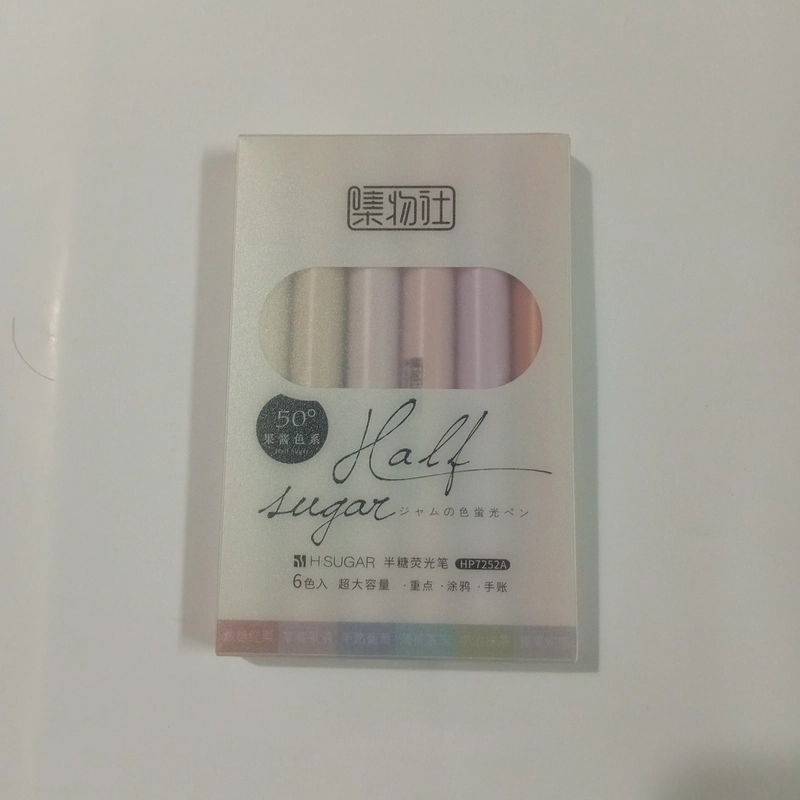 嗪物社
50°
果酱色系
Half Sugar
Half
sugar ジャムの色蛍光ペン
H SUGAR 半糖荧光笔 HP7252A
6色入 超大容量 ·重点 ·涂鸦 ·手账